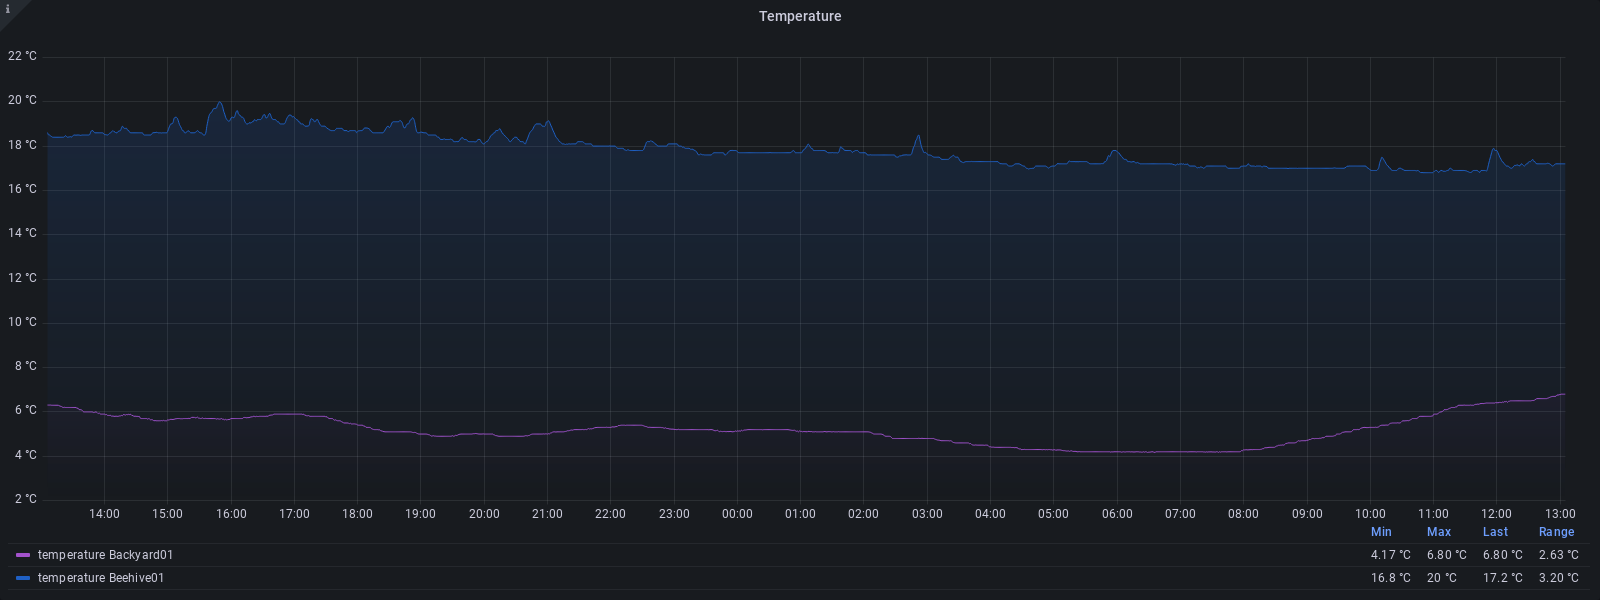 i
Temperature
22 °C
20 °C
18 °C
16 °C
14 °C
12 °C
10 °C
8 °C
6 °C
4 °C
2 °C
14:00 15:00 16:00 17:00 18:00 19:00 20:00 21:00 22:00 23:00 00:00 01:00 02:00 03:00 04:00 05:00 06:00 07:00 08:00 09:00 10:00 11:00 12:00 13:00
Min Max Last Range
temperature Backyard01 4.17 °C 6.80 °C 6.80 °C 2.63 °C
temperature Beehive01 16.8 °C 20 °C 17.2 °C 3.20 °C